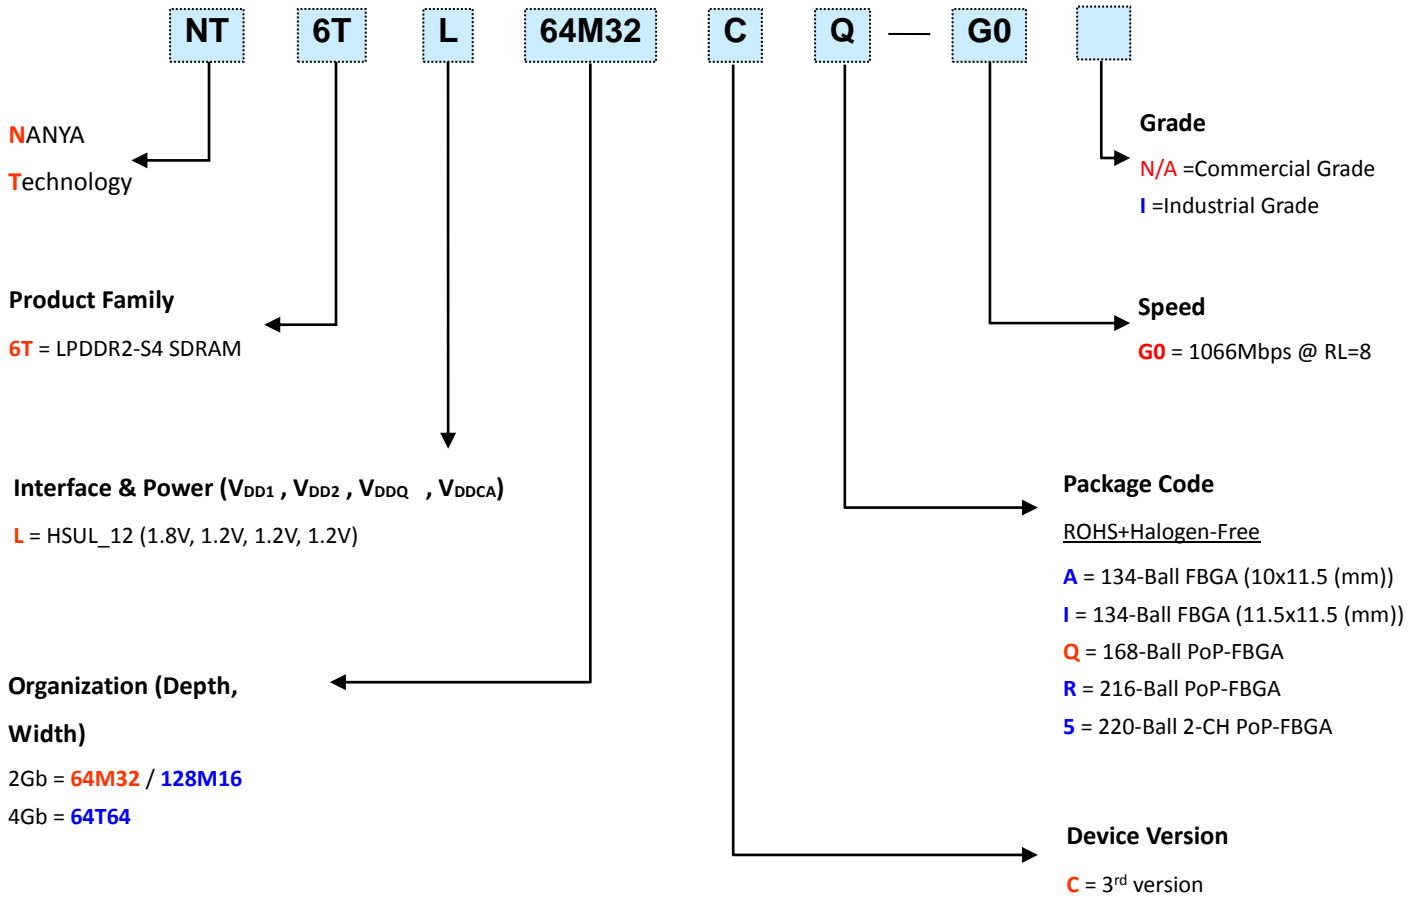 NT 6T L 64M32 C Q — G0
NANYA
Technology
Product Family
6T = LPDDR2-S4 SDRAM
Interface & Power (VDD1 , VDD2 , VDDQ , VDDCA)
L = HSUL_12 (1.8V, 1.2V, 1.2V, 1.2V)
Organization (Depth,
Width)
2Gb = 64M32 / 128M16
4Gb = 64T64
Grade
N/A =Commercial Grade
I =Industrial Grade
Speed
G0 = 1066Mbps @ RL=8
Package Code
ROHS+Halogen-Free
A = 134-Ball FBGA (10x11.5 (mm))
I = 134-Ball FBGA (11.5x11.5 (mm))
Q = 168-Ball PoP-FBGA
R = 216-Ball PoP-FBGA
5 = 220-Ball 2-CH PoP-FBGA
Device Version
C = 3rd version